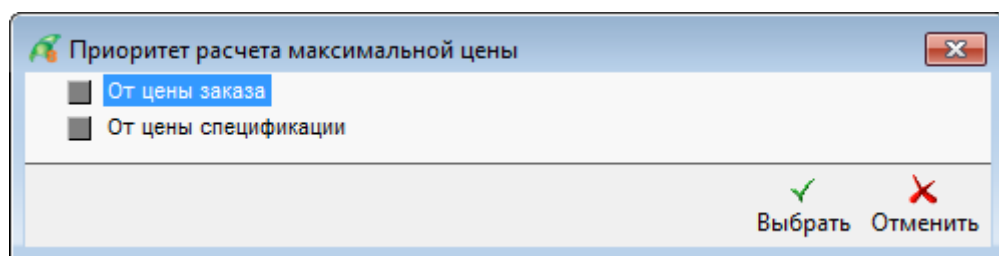 Приоритет расчета максимальной цены
От цены заказа
От цены спецификации
Выбрать Отменить